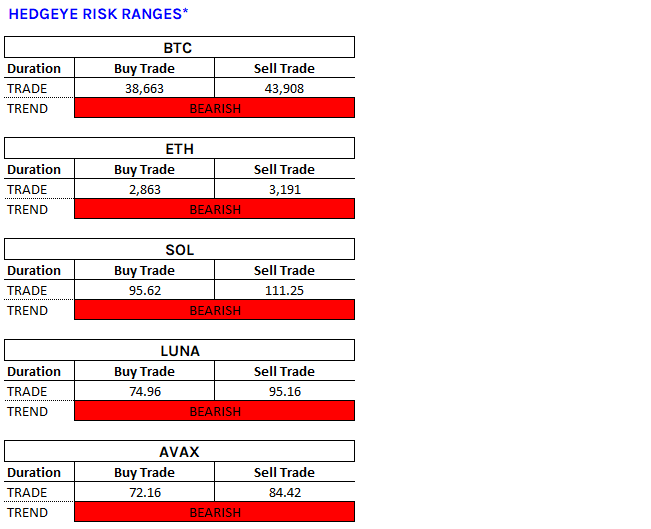 HEDGEYE RISK RANGES*
BTC
Duration Buy Trade Sell Trade
TRADE 38,663 43,908
TREND BEARISH
ETH
Duration Buy Trade Sell Trade
TRADE 2,863 3,191
TREND BEARISH
SOL
Duration Buy Trade Sell Trade
TRADE 95.62 111.25
TREND BEARISH
LUNA
Duration Buy Trade Sell Trade
TRADE 74.96 95.16
TREND BEARISH
AVAX
Duration Buy Trade Sell Trade
TRADE 72.16 84.42
TREND BEARISH